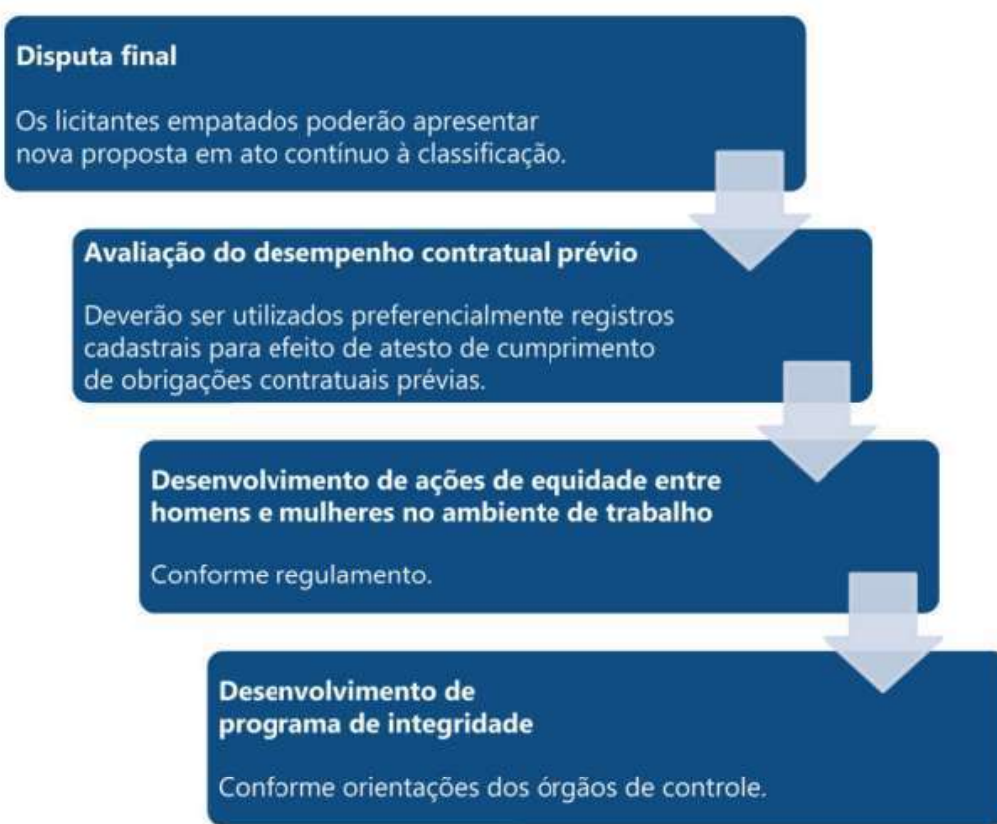 Disputa final
Os licitantes empatados poderão apresentar
nova proposta em ato contínuo à classificação.
Avaliação do desempenho contratual prévio
Deverão ser utilizados preferencialmente registros
cadastrais para efeito de atesto de cumprimento
de obrigações contratuais prévias.
Desenvolvimento de ações de equidade entre
homens e mulheres no ambiente de trabalho
Conforme regulamento.
Desenvolvimento de
programa de integridade
Conforme orientações dos órgãos de controle.